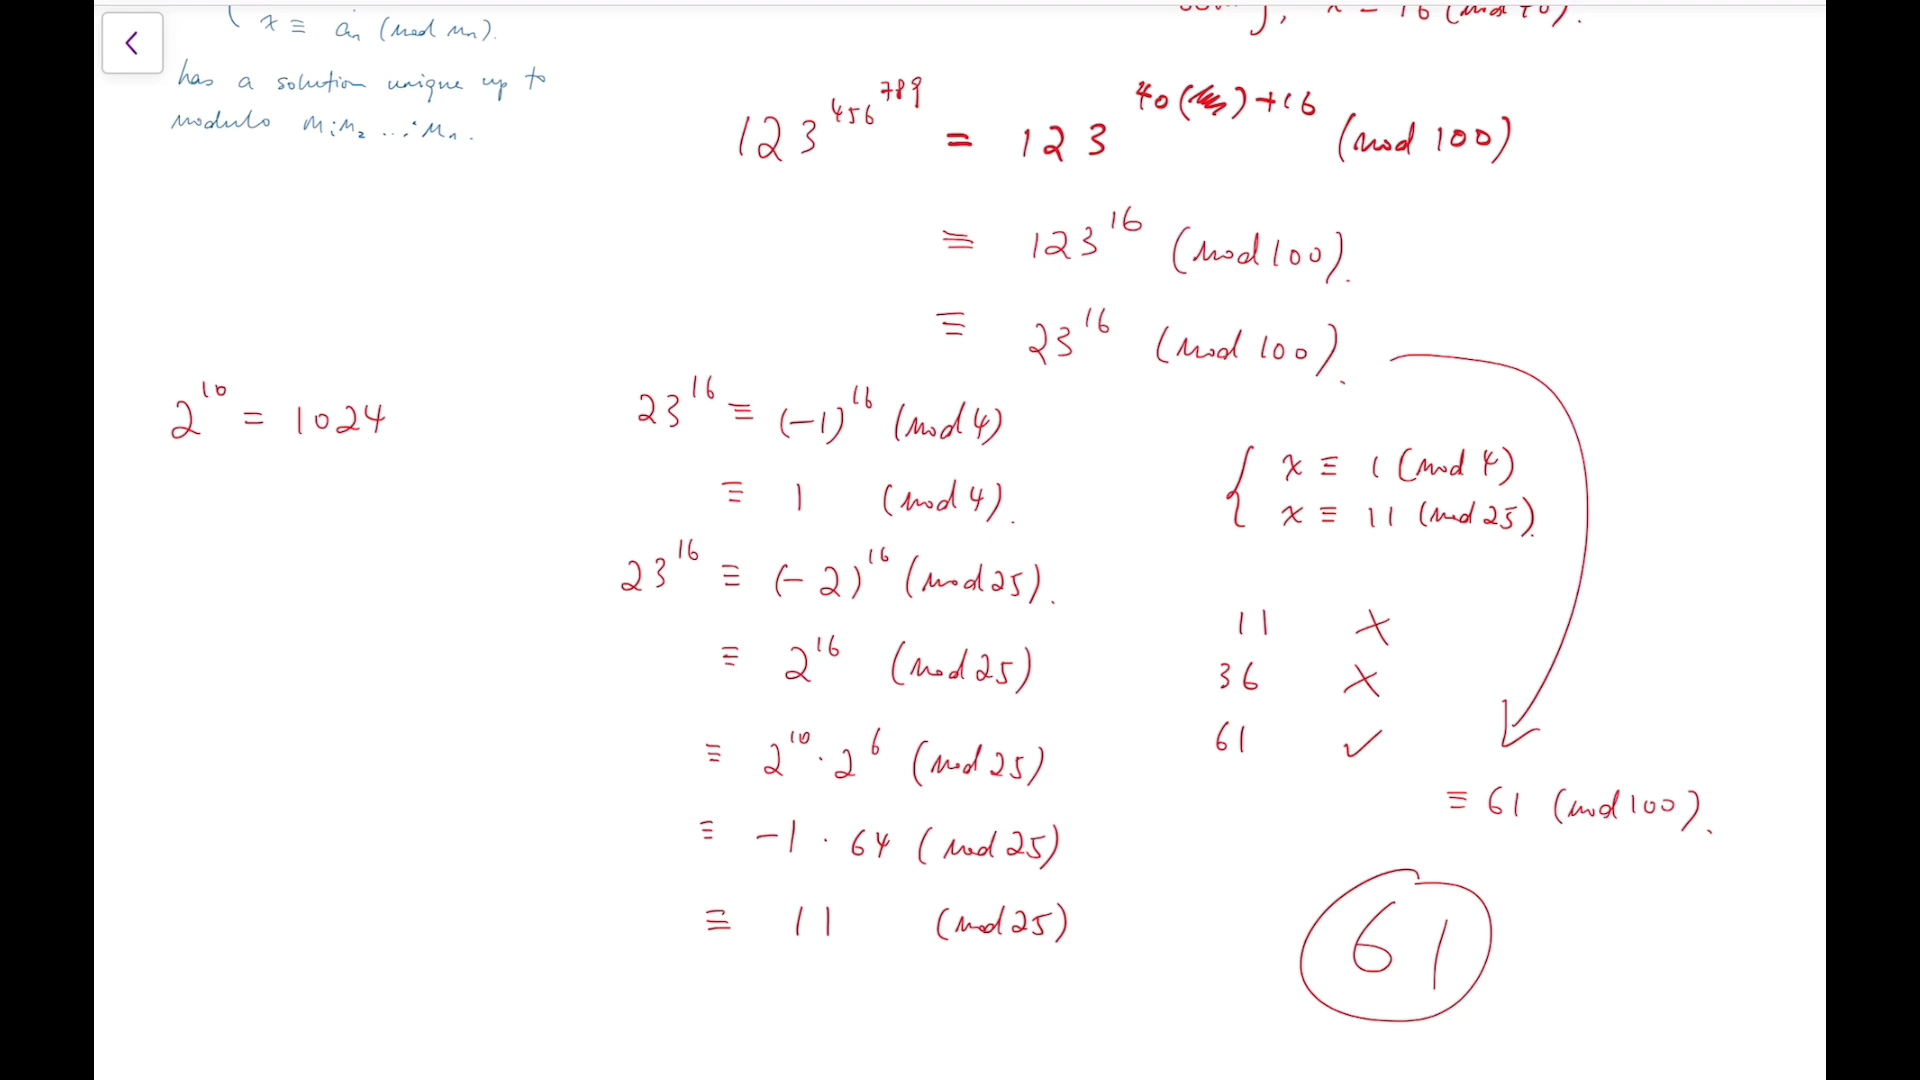 x ≡ aₙ (mod mₙ).
has a solution unique up to
modulo m₁m₂ ... mₙ.
x ≡ 16 (mod 40).
123^456^789 = 123^40( )+16 (mod 100)
≡ 123^16 (mod 100).
≡ 23^16 (mod 100).
2^10 = 1024
23^16 ≡ (-1)^16 (mod 4)
≡ 1 (mod 4).
23^16 ≡ (-2)^16 (mod 25).
≡ 2^16 (mod 25)
≡ 2^10 · 2^6 (mod 25)
≡ -1 · 64 (mod 25)
≡ 11 (mod 25)
{ x ≡ 1 (mod 4)
x ≡ 11 (mod 25).
11 ✗
36 ✗
61 ✓
≡ 61 (mod 100).
61